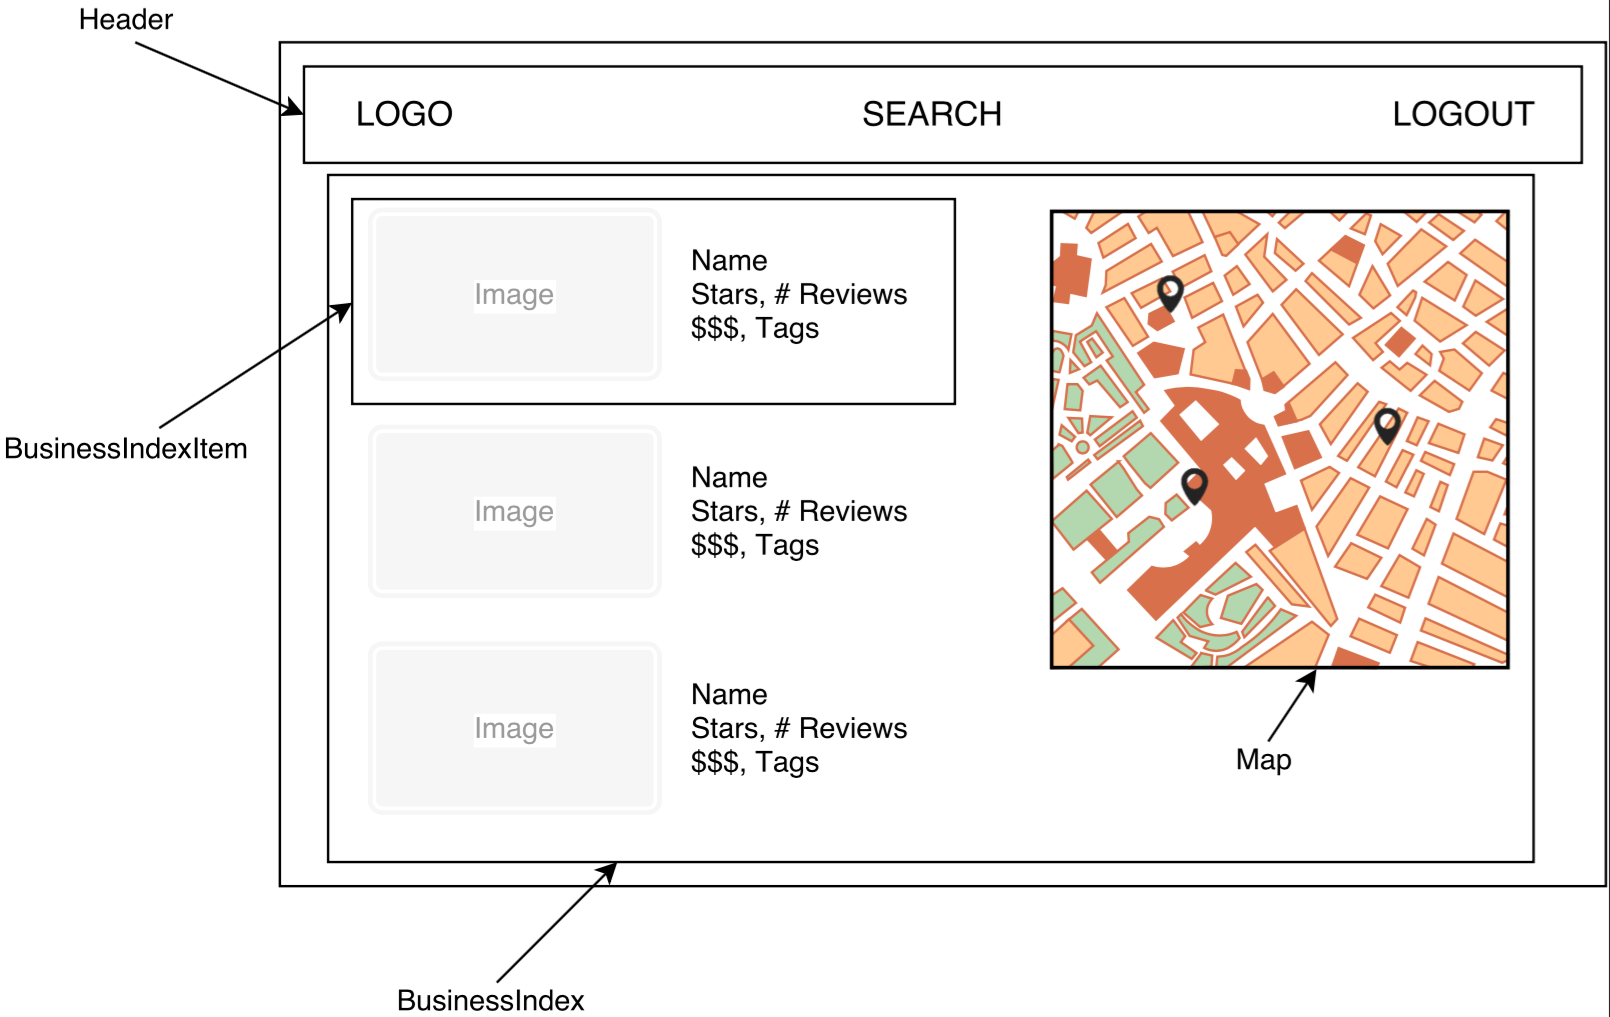 Header
LOGO SEARCH LOGOUT
Image
Name
Stars, # Reviews
$$$, Tags
BusinessIndexItem
Image
Name
Stars, # Reviews
$$$, Tags
Image
Name
Stars, # Reviews
$$$, Tags
Map
BusinessIndex